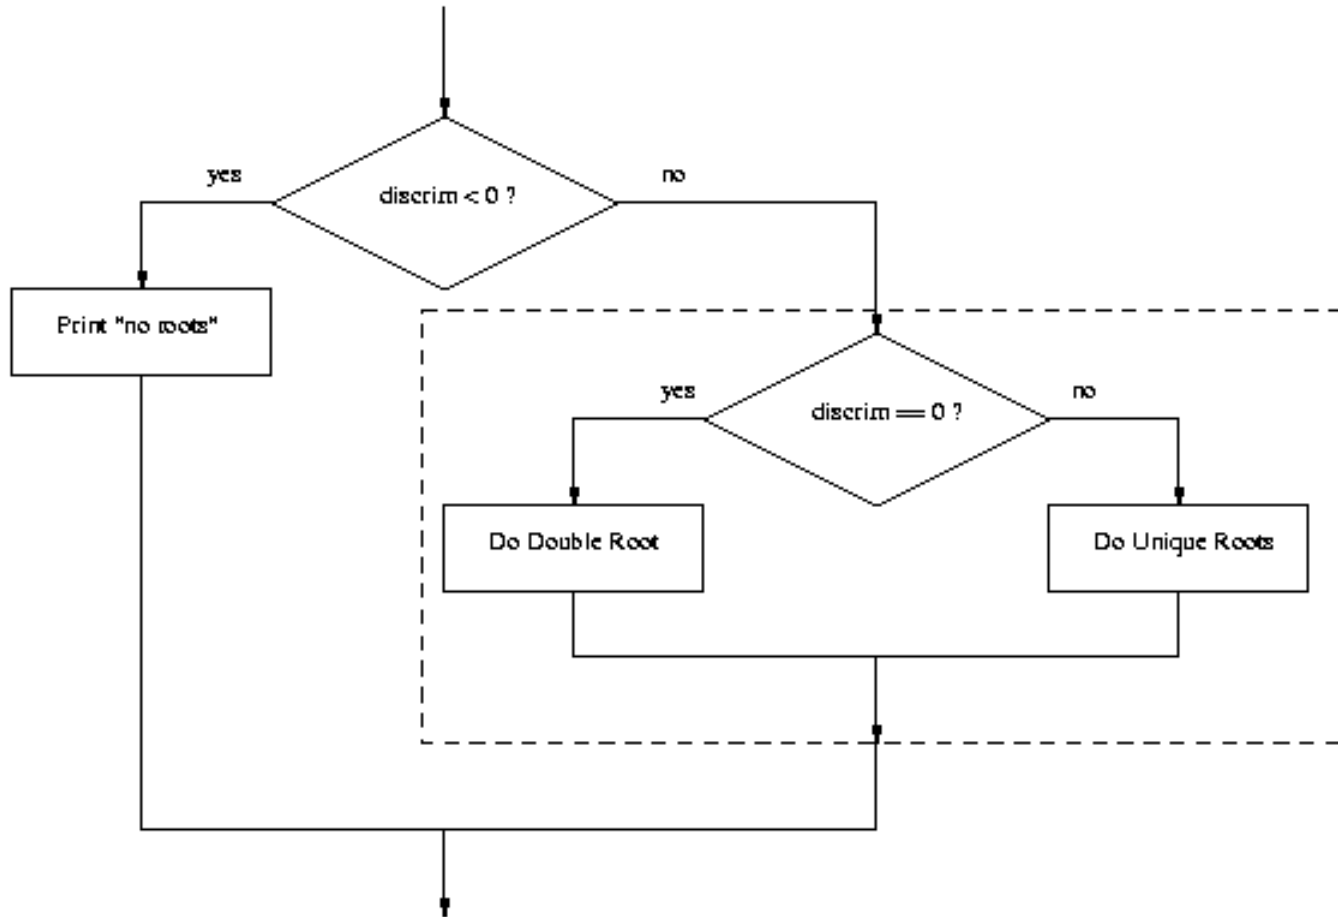 yes
discrim < 0 ?
no
Print "no roots"
yes
discrim == 0 ?
no
Do Double Root
Do Unique Roots